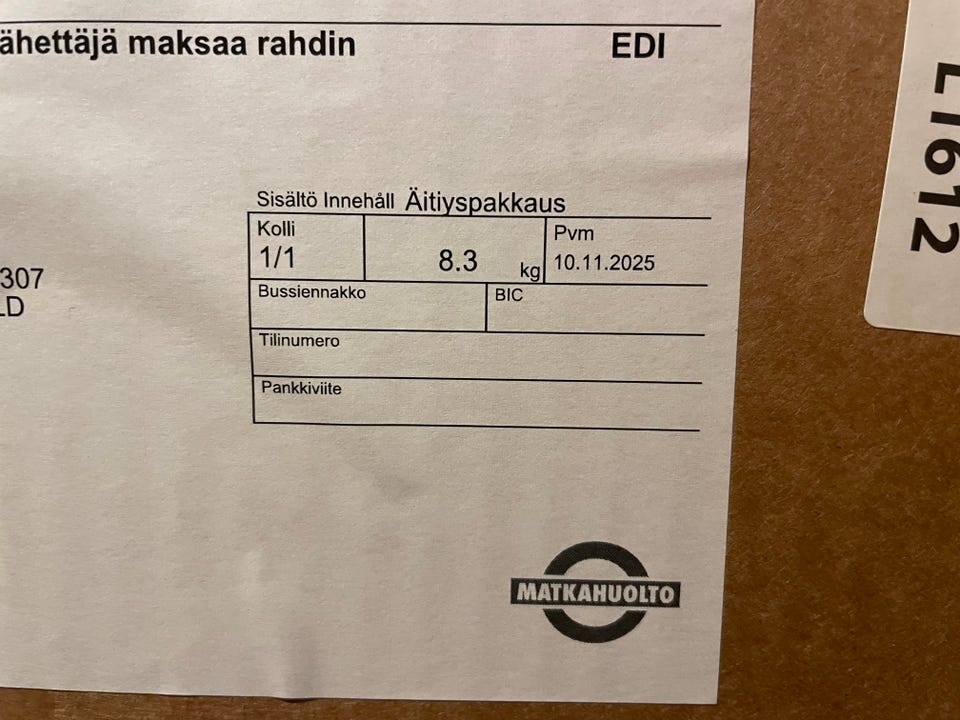 ähettäjä maksaa rahdin EDI
Sisältö Innehåll Äitiyspakkaus
Kolli
1/1
8.3 kg
Pvm
10.11.2025
307
LD
Bussiennakko
BIC
Tilinumero
Pankkiviite
MATKAHUOLTO
L1612